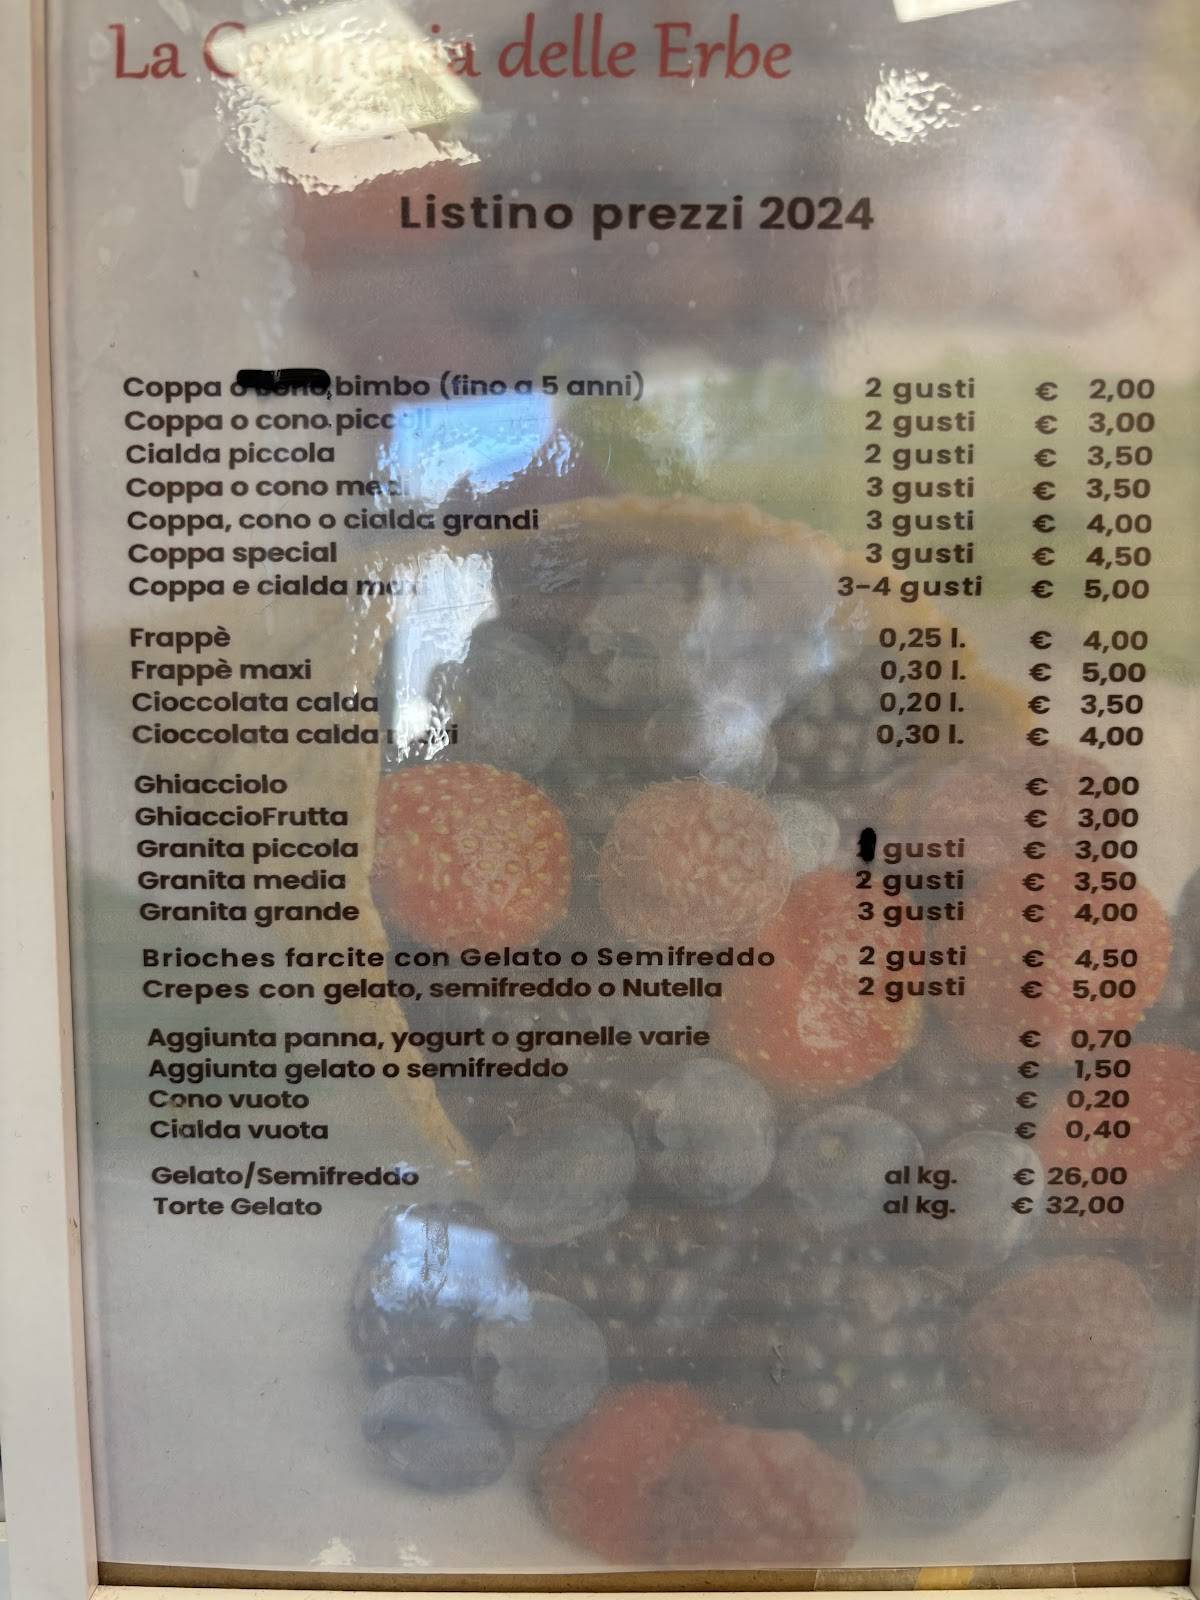 La Cremeria delle Erbe
Listino prezzi 2024
Coppa o cono bimbo (fino a 5 anni) 2 gusti € 2,00
Coppa o cono piccoli 2 gusti € 3,00
Cialda piccola 2 gusti € 3,50
Coppa o cono medi 3 gusti € 3,50
Coppa, cono o cialda grandi 3 gusti € 4,00
Coppa special 3 gusti € 4,50
Coppa e cialda maxi 3-4 gusti € 5,00
Frappè 0,25 l. € 4,00
Frappè maxi 0,30 l. € 5,00
Cioccolata calda 0,20 l. € 3,50
Cioccolata calda maxi 0,30 l. € 4,00
Ghiacciolo € 2,00
GhiaccioFrutta € 3,00
Granita piccola gusti € 3,00
Granita media 2 gusti € 3,50
Granita grande 3 gusti € 4,00
Brioches farcite con Gelato o Semifreddo 2 gusti € 4,50
Crepes con gelato, semifreddo o Nutella 2 gusti € 5,00
Aggiunta panna, yogurt o granelle varie € 0,70
Aggiunta gelato o semifreddo € 1,50
Cono vuoto € 0,20
Cialda vuota € 0,40
Gelato/Semifreddo al kg. € 26,00
Torte Gelato al kg. € 32,00